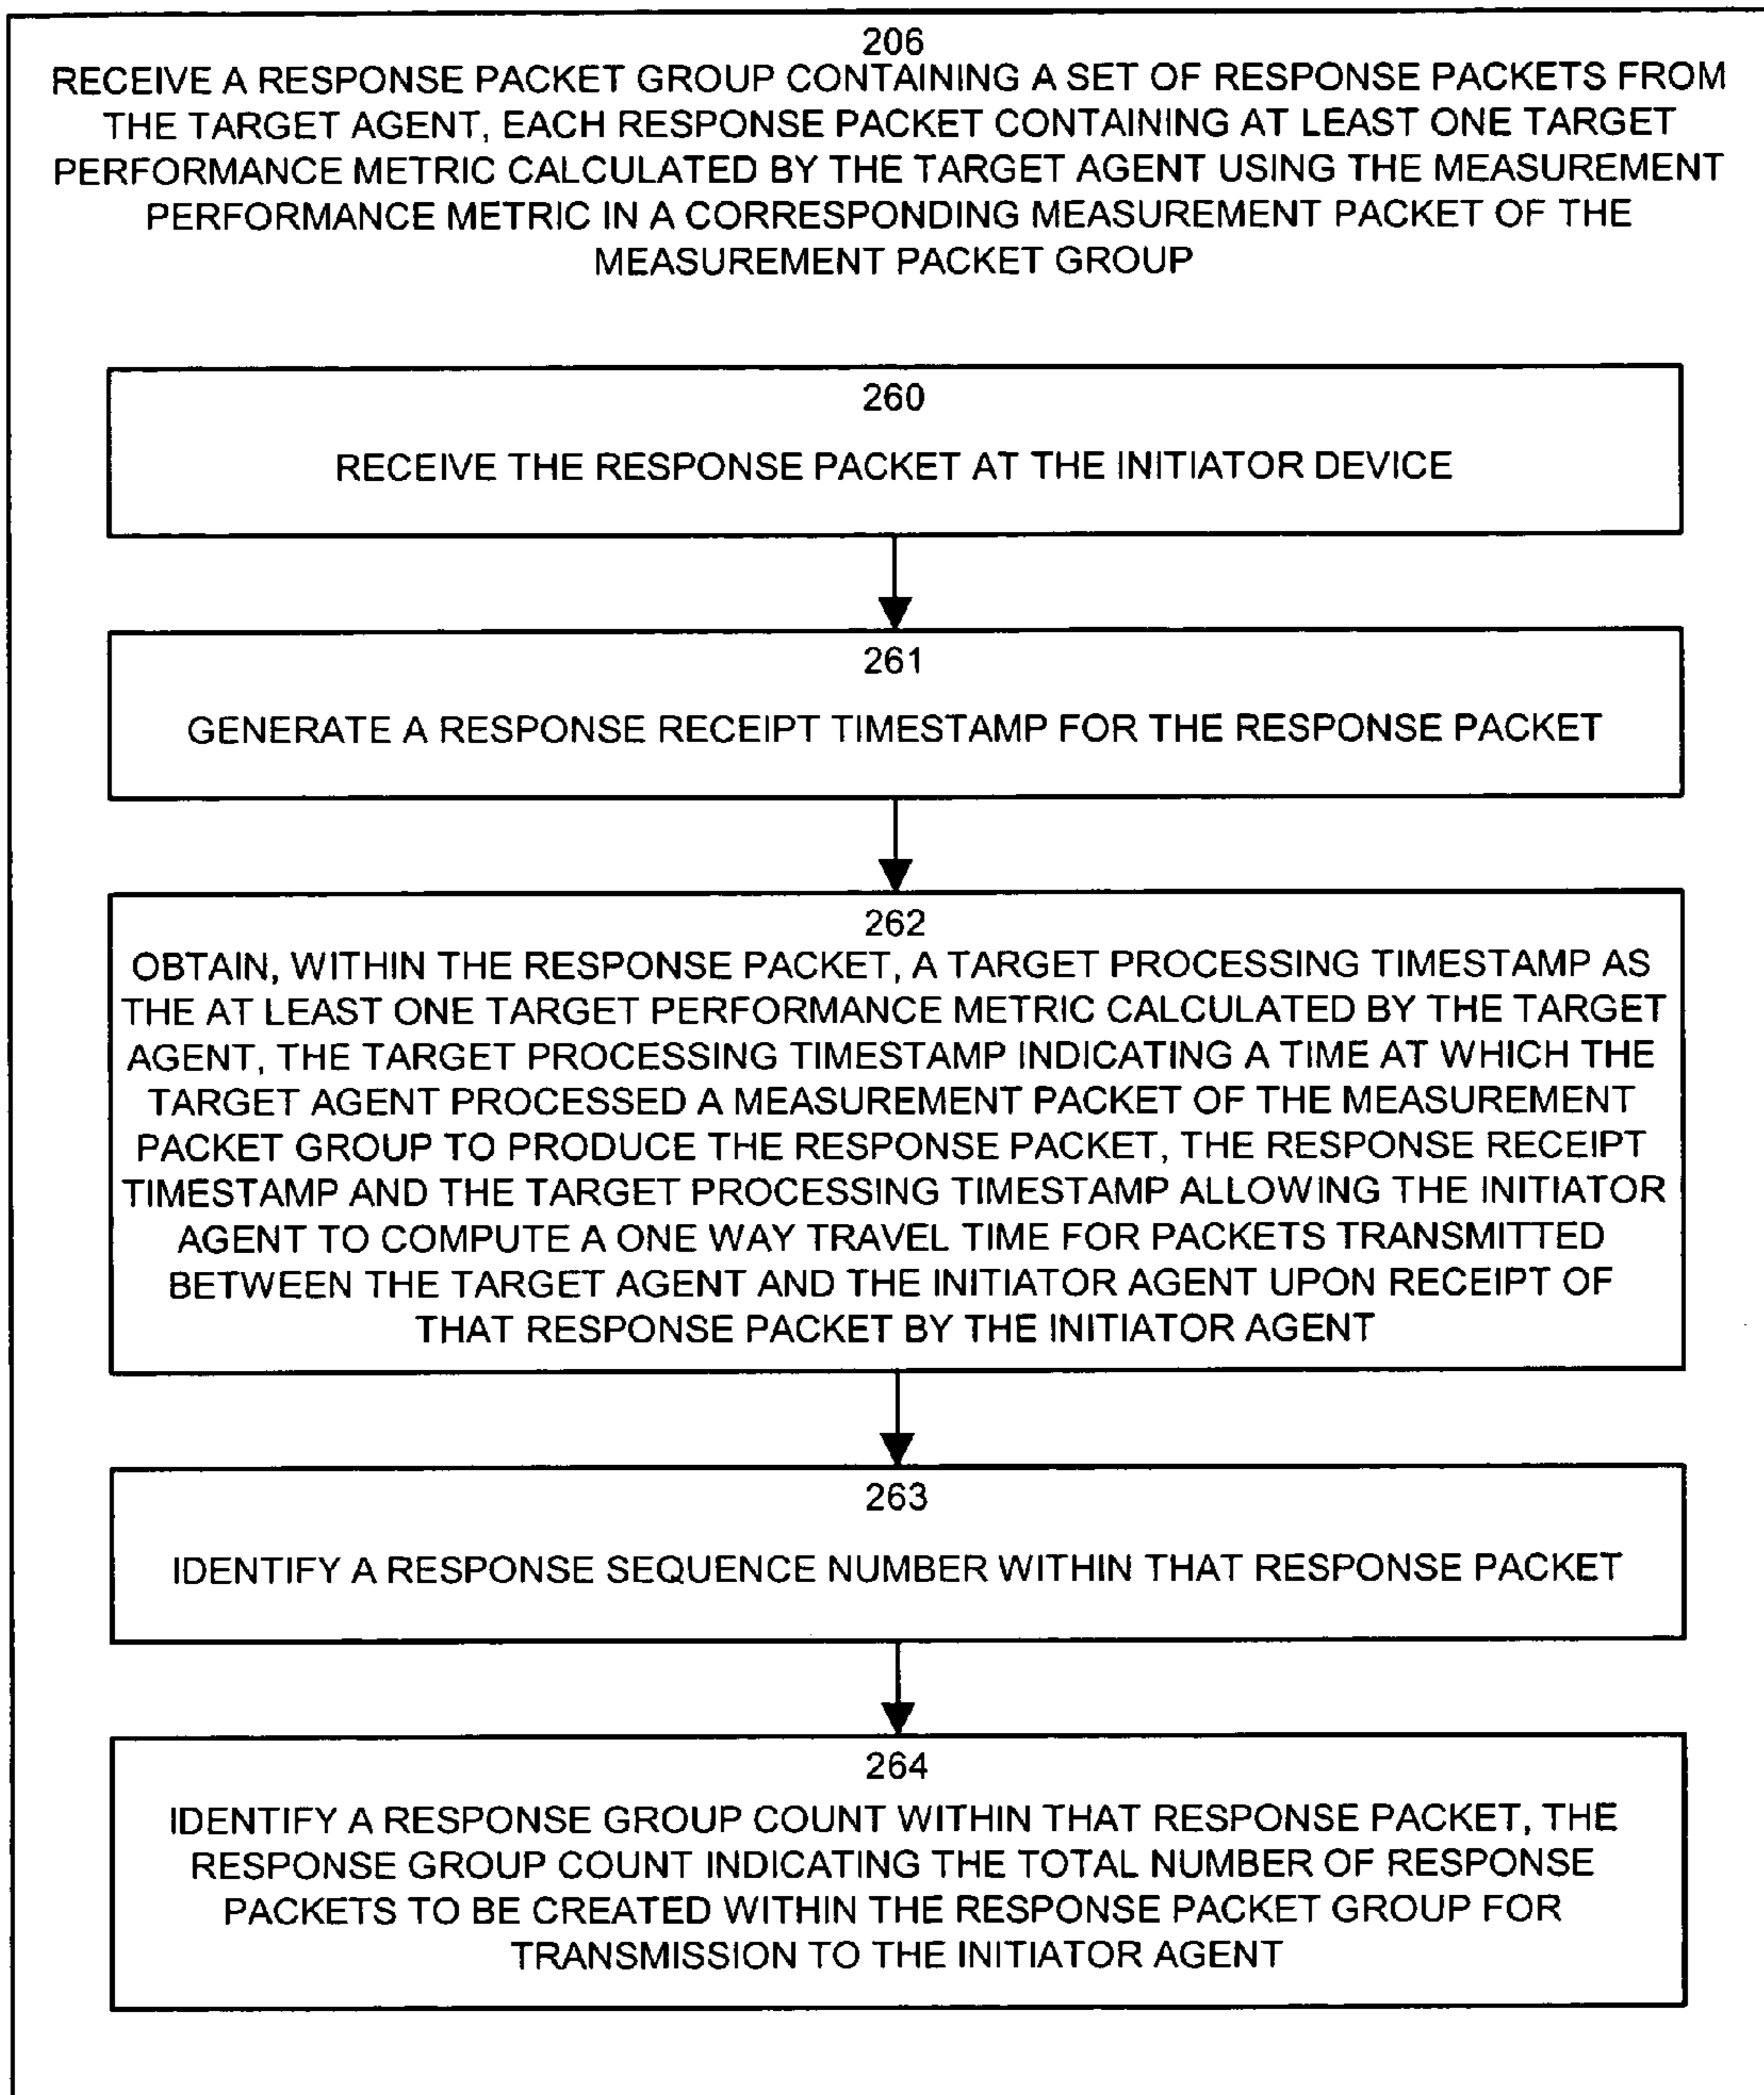 206
RECEIVE A RESPONSE PACKET GROUP CONTAINING A SET OF RESPONSE PACKETS FROM
THE TARGET AGENT, EACH RESPONSE PACKET CONTAINING AT LEAST ONE TARGET
PERFORMANCE METRIC CALCULATED BY THE TARGET AGENT USING THE MEASUREMENT
PERFORMANCE METRIC IN A CORRESPONDING MEASUREMENT PACKET OF THE
MEASUREMENT PACKET GROUP
260
RECEIVE THE RESPONSE PACKET AT THE INITIATOR DEVICE
261
GENERATE A RESPONSE RECEIPT TIMESTAMP FOR THE RESPONSE PACKET
262
OBTAIN, WITHIN THE RESPONSE PACKET, A TARGET PROCESSING TIMESTAMP AS
THE AT LEAST ONE TARGET PERFORMANCE METRIC CALCULATED BY THE TARGET
AGENT, THE TARGET PROCESSING TIMESTAMP INDICATING A TIME AT WHICH THE
TARGET AGENT PROCESSED A MEASUREMENT PACKET OF THE MEASUREMENT
PACKET GROUP TO PRODUCE THE RESPONSE PACKET, THE RESPONSE RECEIPT
TIMESTAMP AND THE TARGET PROCESSING TIMESTAMP ALLOWING THE INITIATOR
AGENT TO COMPUTE A ONE WAY TRAVEL TIME FOR PACKETS TRANSMITTED
BETWEEN THE TARGET AGENT AND THE INITIATOR AGENT UPON RECEIPT OF
THAT RESPONSE PACKET BY THE INITIATOR AGENT
263
IDENTIFY A RESPONSE SEQUENCE NUMBER WITHIN THAT RESPONSE PACKET
264
IDENTIFY A RESPONSE GROUP COUNT WITHIN THAT RESPONSE PACKET, THE
RESPONSE GROUP COUNT INDICATING THE TOTAL NUMBER OF RESPONSE
PACKETS TO BE CREATED WITHIN THE RESPONSE PACKET GROUP FOR
TRANSMISSION TO THE INITIATOR AGENT